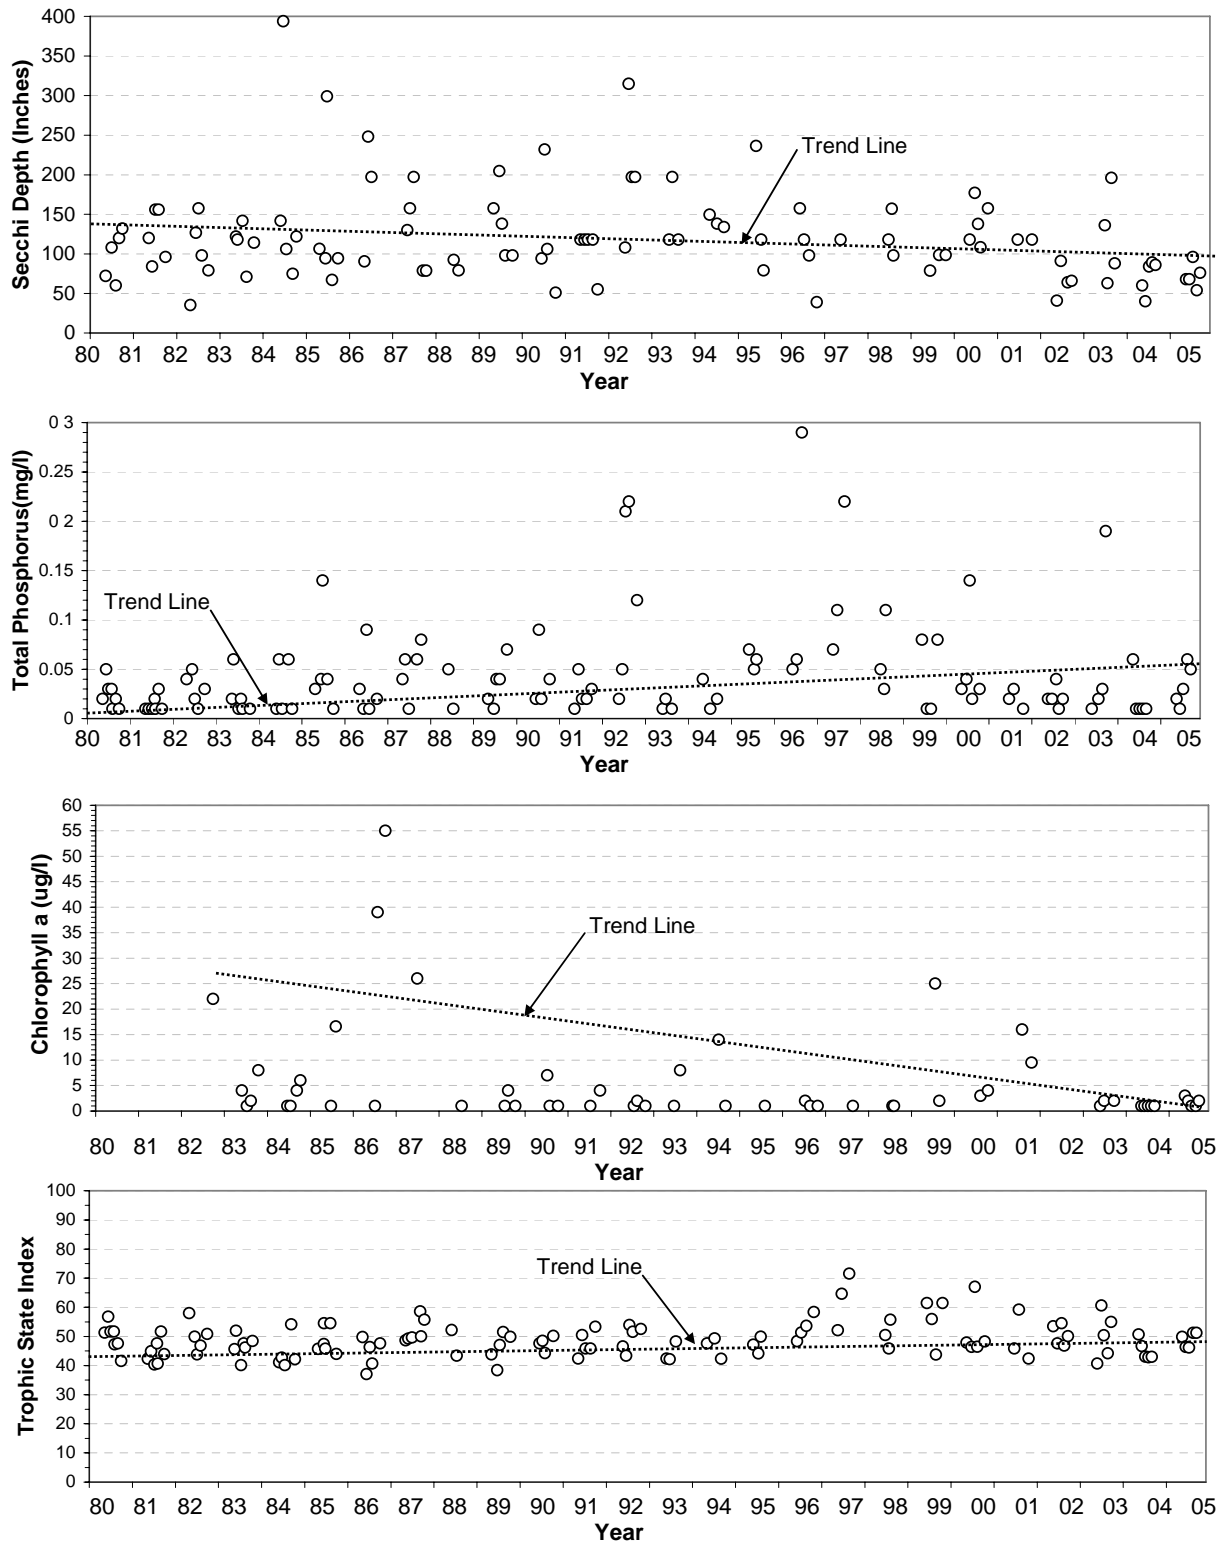 400
350
300
250
200
150
100
50
0
Secchi Depth (Inches)
Trend Line
80 81 82 83 84 85 86 87 88 89 90 91 92 93 94 95 96 97 98 99 00 01 02 03 04 05
Year
0 3
0.25
0.2
0.15
0.1
0.05
0
Total Phosphorus(mg/l)
Trend Line
80 81 82 83 84 85 86 87 88 89 90 91 92 93 94 95 96 97 98 99 00 01 02 03 04 05
Year
60
55
50
45
40
35
30
25
20
15
10
5
0
Chlorophyll a (ug/l)
Trend Line
80 81 82 83 84 85 86 87 88 89 90 91 92 93 94 95 96 97 98 99 00 01 02 03 04 05
Year
100
90
80
70
60
50
40
30
20
10
0
Trophic State Index
Trend Line
80 81 82 83 84 85 86 87 88 89 90 91 92 93 94 95 96 97 98 99 00 01 02 03 04 05
Year